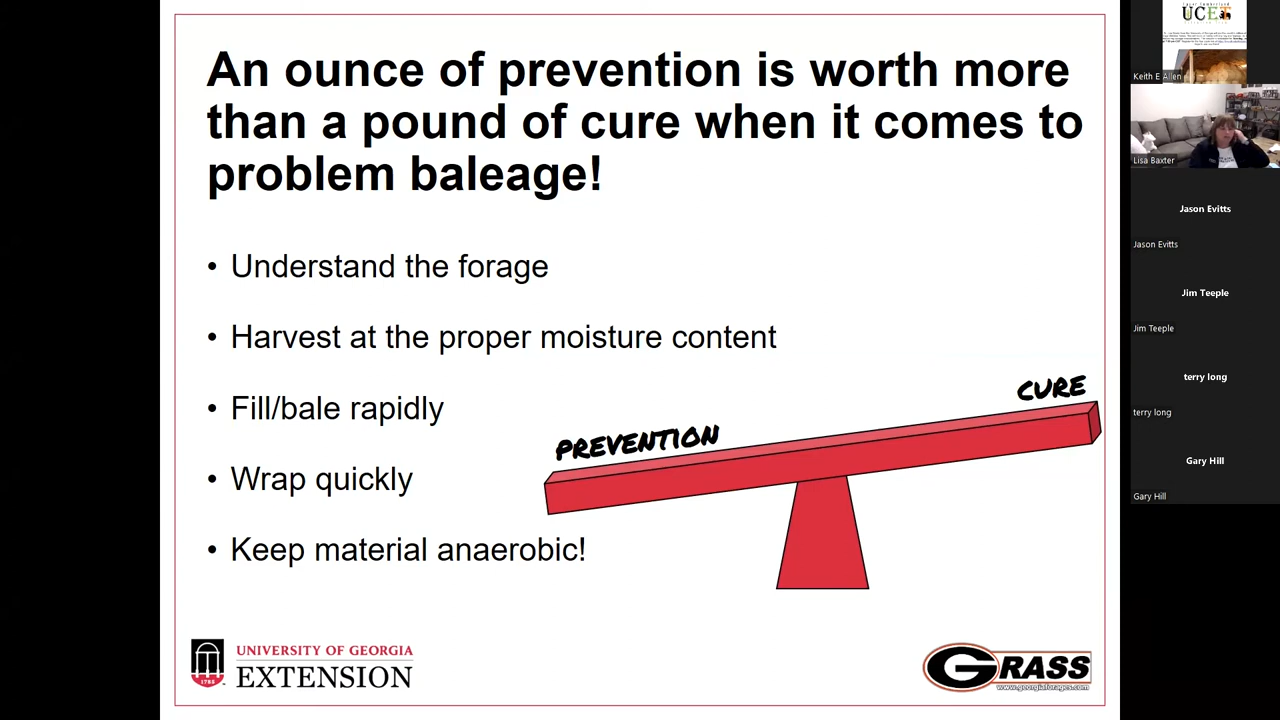 An ounce of prevention is worth more
than a pound of cure when it comes to
problem baleage!
• Understand the forage
• Harvest at the proper moisture content
• Fill/bale rapidly
• Wrap quickly
• Keep material anaerobic!
PREVENTION
CURE
1785
UNIVERSITY OF GEORGIA
EXTENSION
GRASS
www.georgiaforages.com
UCET
Keith E Allen
Lisa Baxter
Jason Evitts
Jason Evitts
Jim Teeple
Jim Teeple
terry long
terry long
Gary Hill
Gary Hill